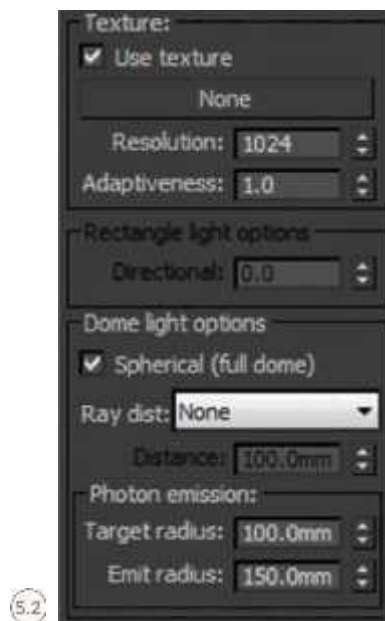 Texture:
Use texture
None
Resolution: 1024
Adaptiveness: 1.0
Rectangle light options
Directional: 0.0
Dome light options
Spherical (full dome)
Ray dist: None
Distance: 100.0mm
Photon emission:
Target radius: 100.0mm
Emit radius: 150.0mm
5.2